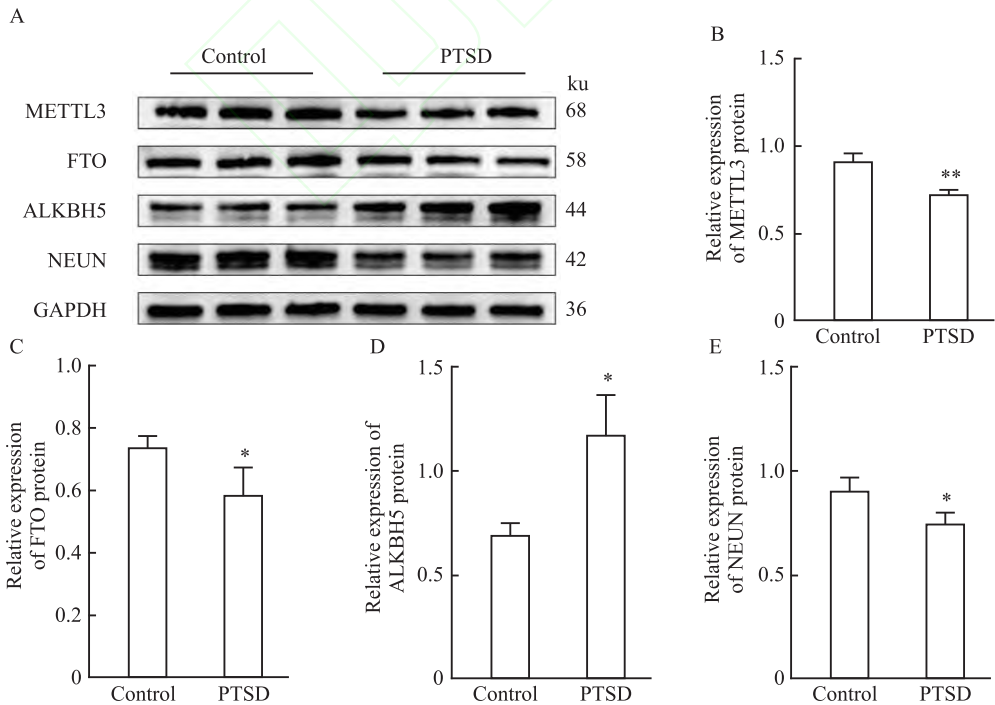 A
Control PTSD
ku
METTL3 68
FTO 58
ALKBH5 44
NEUN 42
GAPDH 36
B
Relative expression
of METTL3 protein
1.5
1.0
0.5
0
**
Control PTSD
C
Relative expression
of FTO protein
1.0
0.8
0.6
0.4
0.2
0
*
Control PTSD
D
Relative expression of
ALKBH5 protein
1.5
1.0
0.5
0
*
Control PTSD
E
Relative expression
of NEUN protein
1.5
1.0
0.5
0
*
Control PTSD